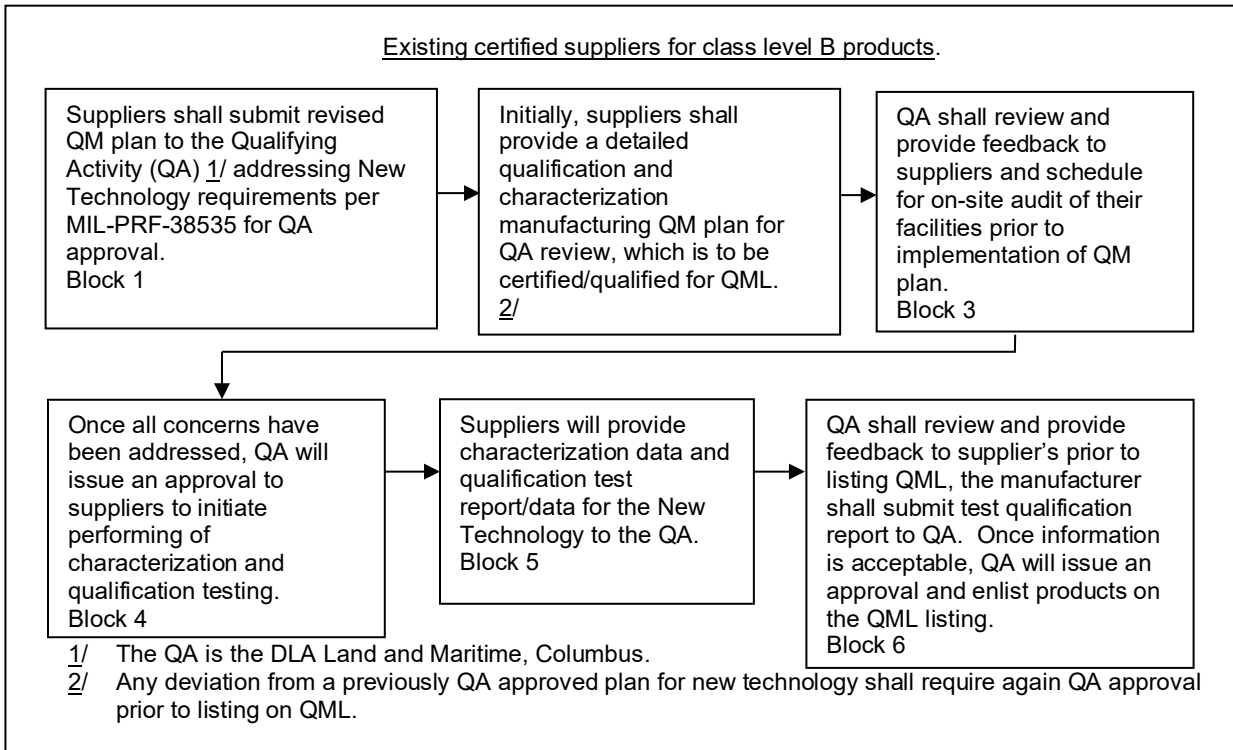 Existing certified suppliers for class level B products.
Suppliers shall submit revised
QM plan to the Qualifying
Activity (QA) 1/ addressing New
Technology requirements per
MIL-PRF-38535 for QA
approval.
Block 1
Initially, suppliers shall
provide a detailed
qualification and
characterization
manufacturing QM plan for
QA review, which is to be
certified/qualified for QML.
2/
QA shall review and
provide feedback to
suppliers and schedule
for on-site audit of their
facilities prior to
implementation of QM
plan.
Block 3
Once all concerns have
been addressed, QA will
issue an approval to
suppliers to initiate
performing of
characterization and
qualification testing.
Block 4
Suppliers will provide
characterization data and
qualification test
report/data for the New
Technology to the QA.
Block 5
QA shall review and provide
feedback to supplier’s prior to
listing QML, the manufacturer
shall submit test qualification
report to QA.  Once information
is acceptable, QA will issue an
approval and enlist products on
the QML listing.
Block 6
1/ The QA is the DLA Land and Maritime, Columbus.
2/ Any deviation from a previously QA approved plan for new technology shall require again QA approval
prior to listing on QML.